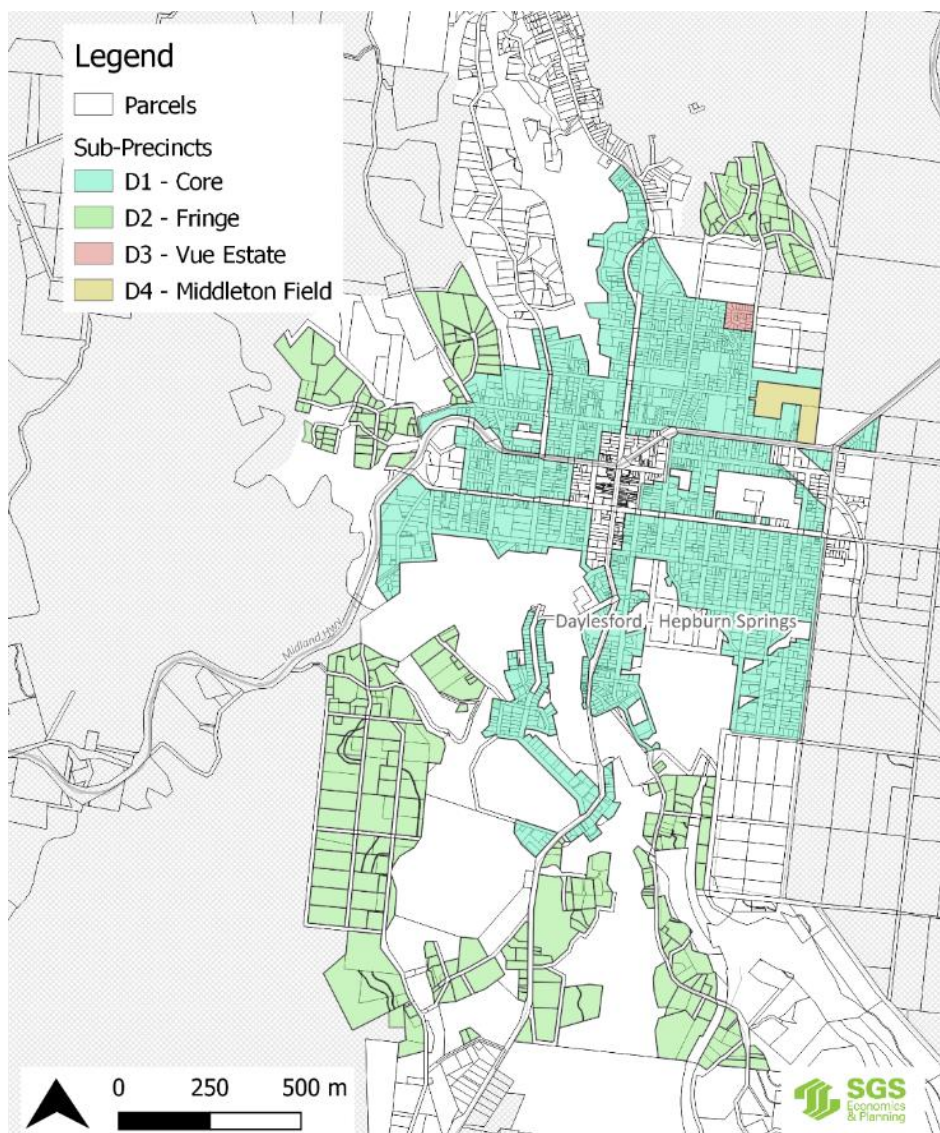 Legend
Parcels
Sub-Precincts
D1 - Core
D2 - Fringe
D3 - Vue Estate
D4 - Middleton Field
Daylesford - Hepburn Springs
Midland HWY
0 250 500 m
SGS
Economics
& Planning